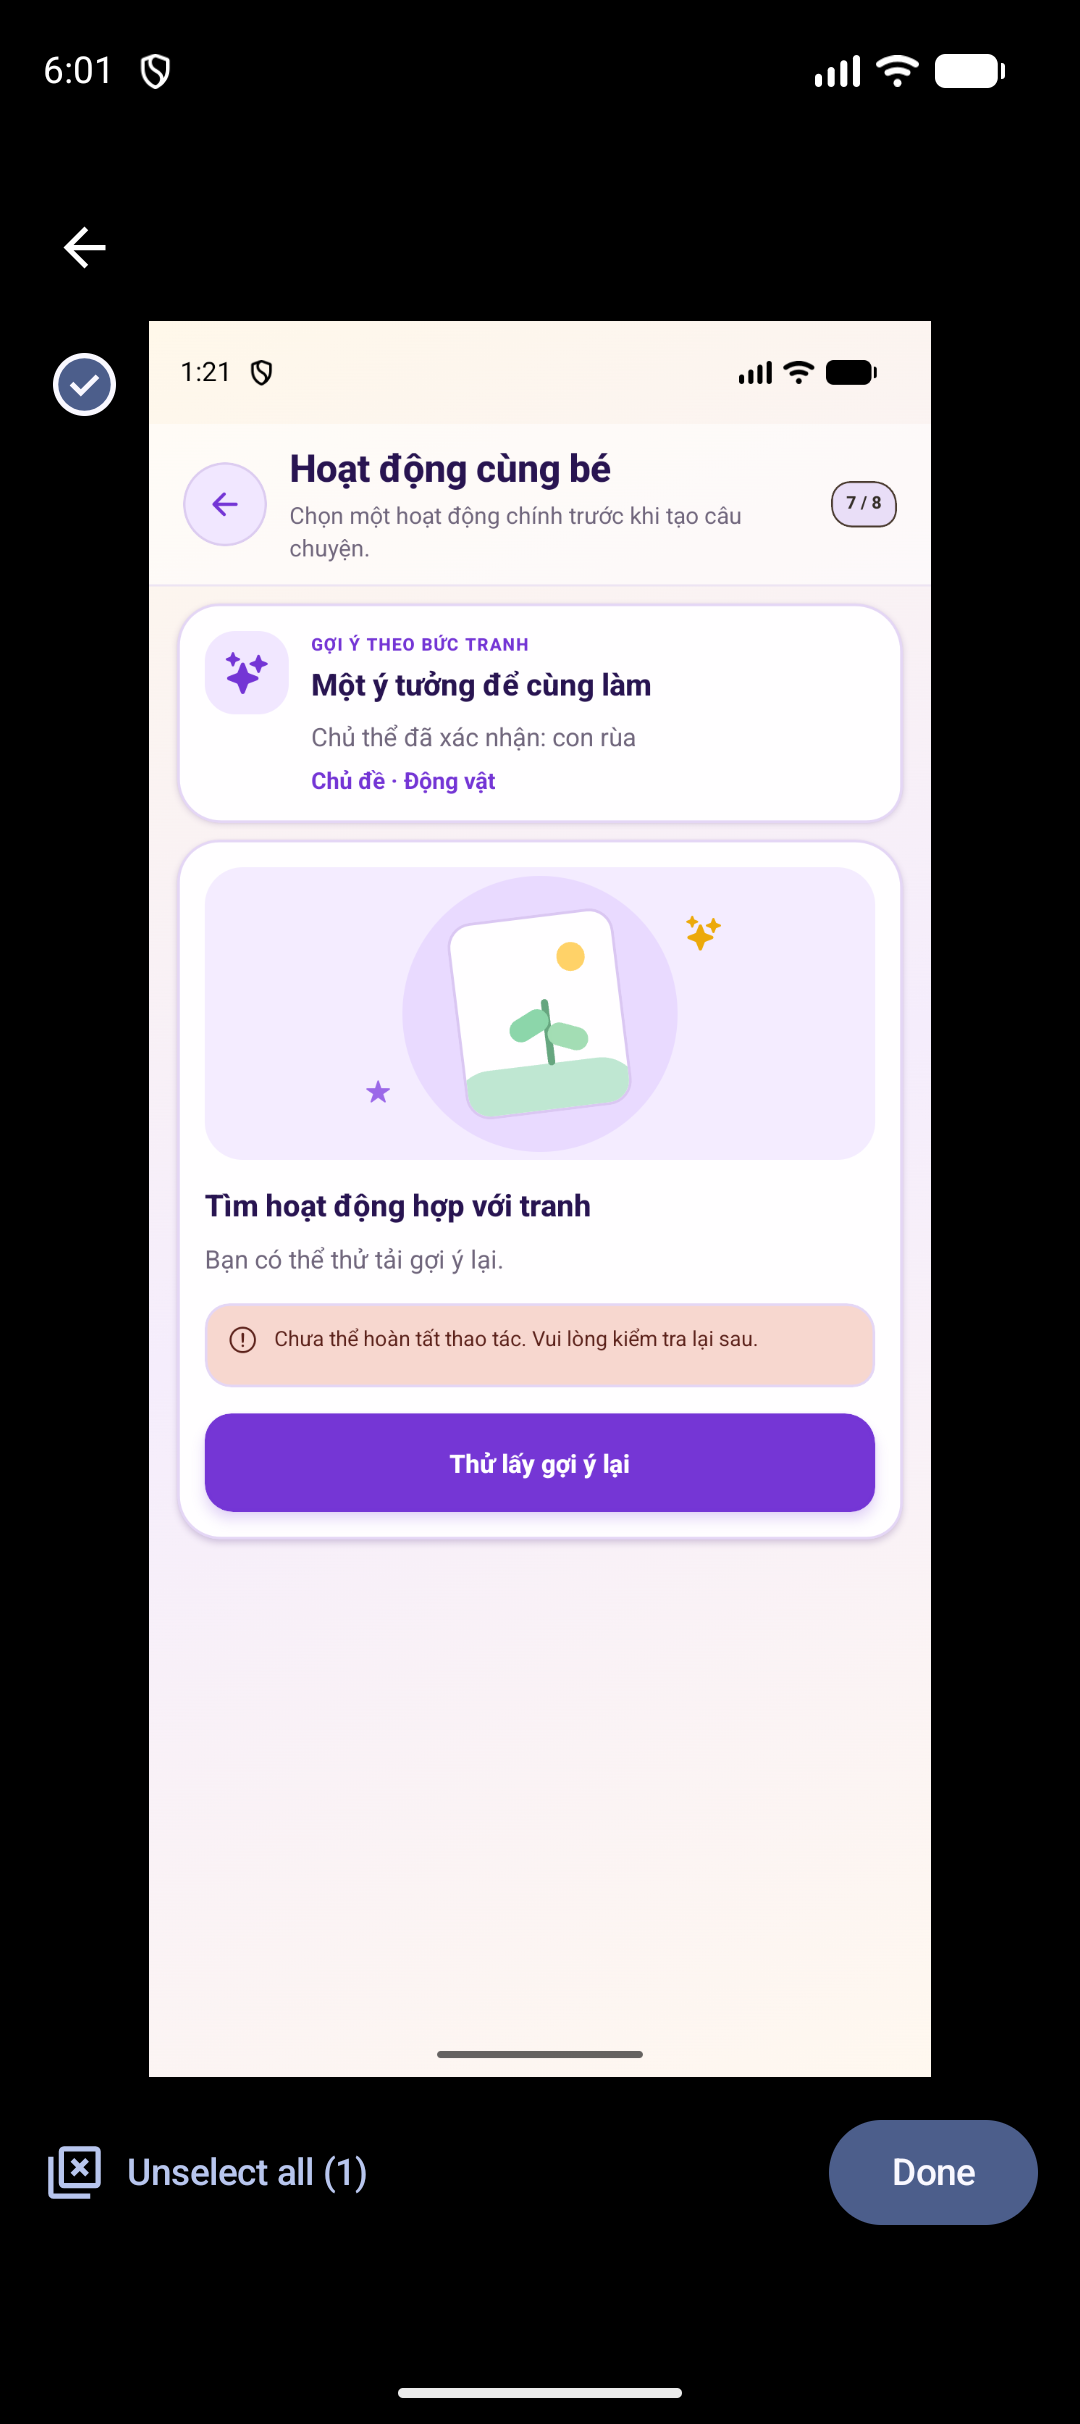 6:01
1:21
Hoạt động cùng bé
Chọn một hoạt động chính trước khi tạo câu
chuyện.
7 / 8
GỢI Ý THEO BỨC TRANH
Một ý tưởng để cùng làm
Chủ thể đã xác nhận: con rùa
Chủ đề · Động vật
Tìm hoạt động hợp với tranh
Bạn có thể thử tải gợi ý lại.
Chưa thể hoàn tất thao tác. Vui lòng kiểm tra lại sau.
Thử lấy gợi ý lại
Unselect all (1)
Done